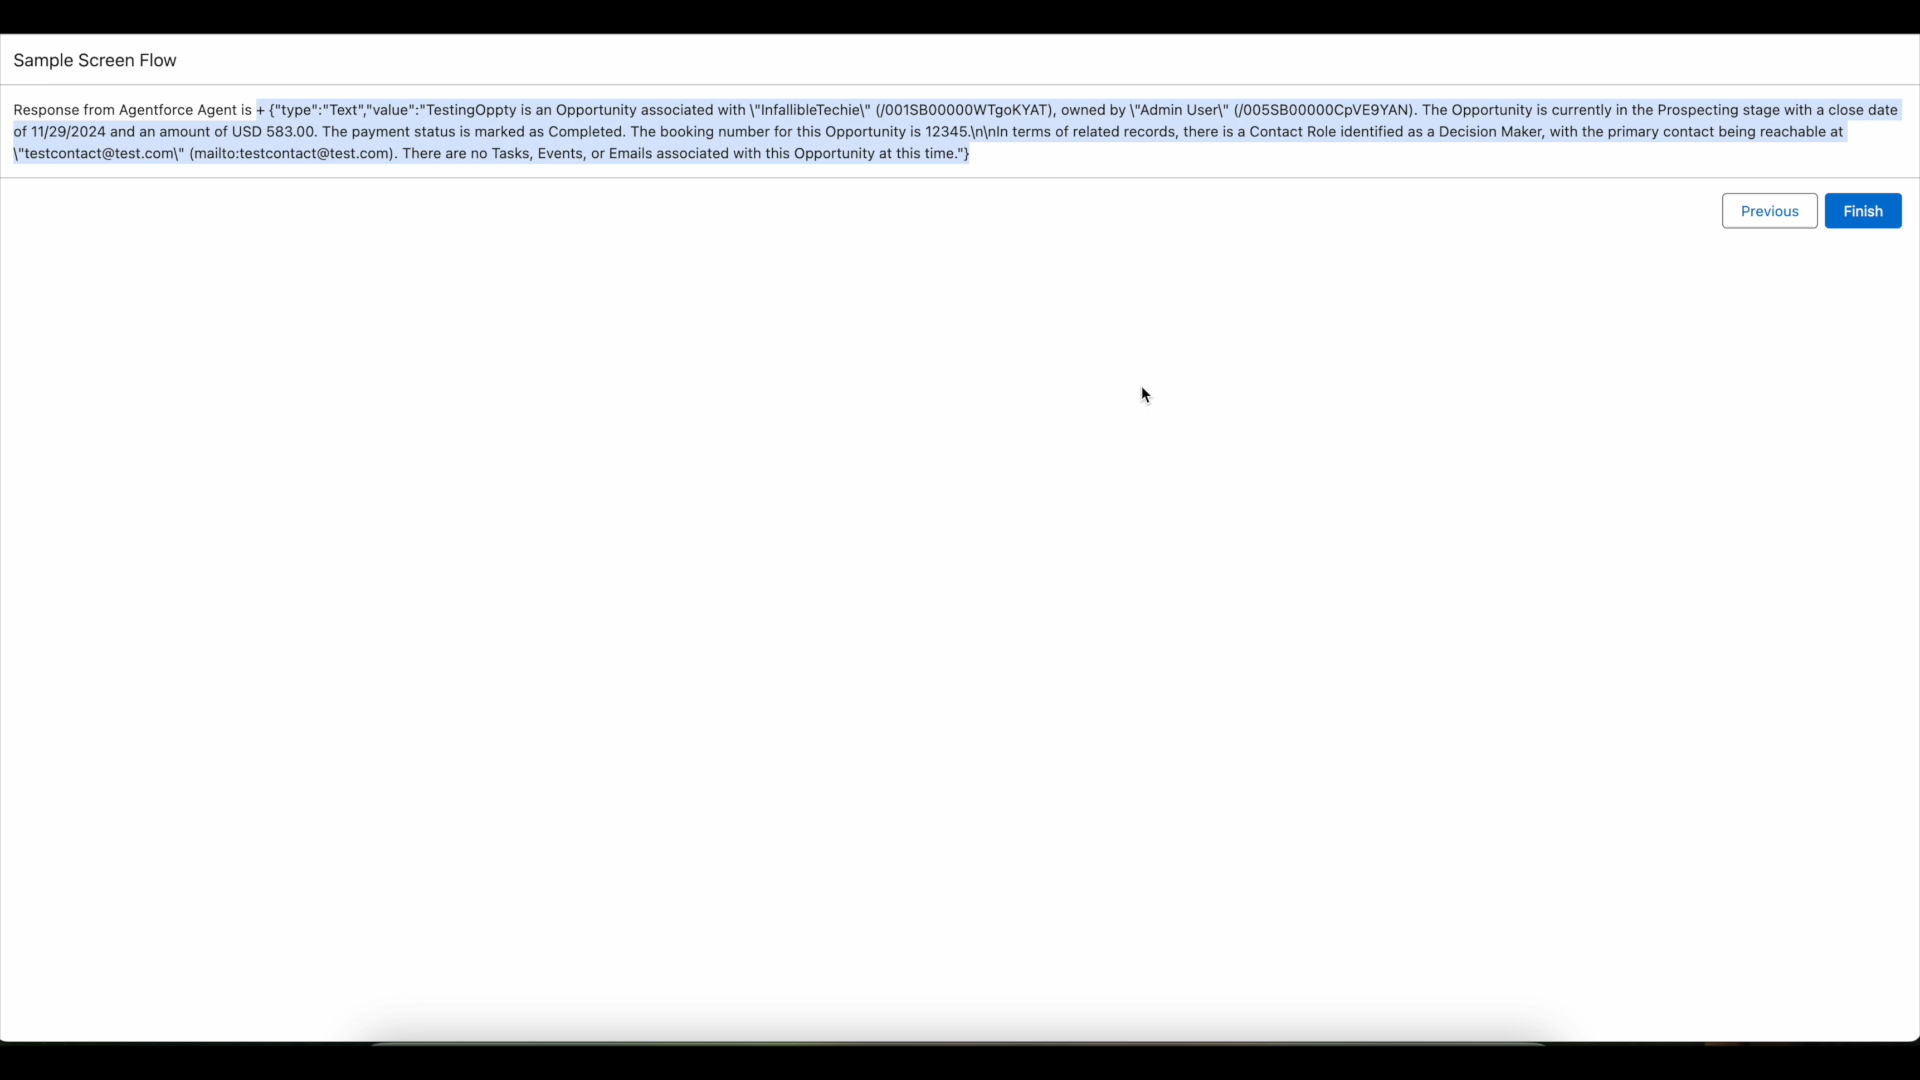 Sample Screen Flow
Response from Agentforce Agent is + {"type":"Text","value":"TestingOppty is an Opportunity associated with \"InfallibleTechie\" (/001SB00000WTgoKYAT), owned by \"Admin User\" (/005SB00000CpVE9YAN). The Opportunity is currently in the Prospecting stage with a close date
of 11/29/2024 and an amount of USD 583.00. The payment status is marked as Completed. The booking number for this Opportunity is 12345.\n\nIn terms of related records, there is a Contact Role identified as a Decision Maker, with the primary contact being reachable at
\"testcontact@test.com\" (mailto:testcontact@test.com). There are no Tasks, Events, or Emails associated with this Opportunity at this time."}
Previous
Finish